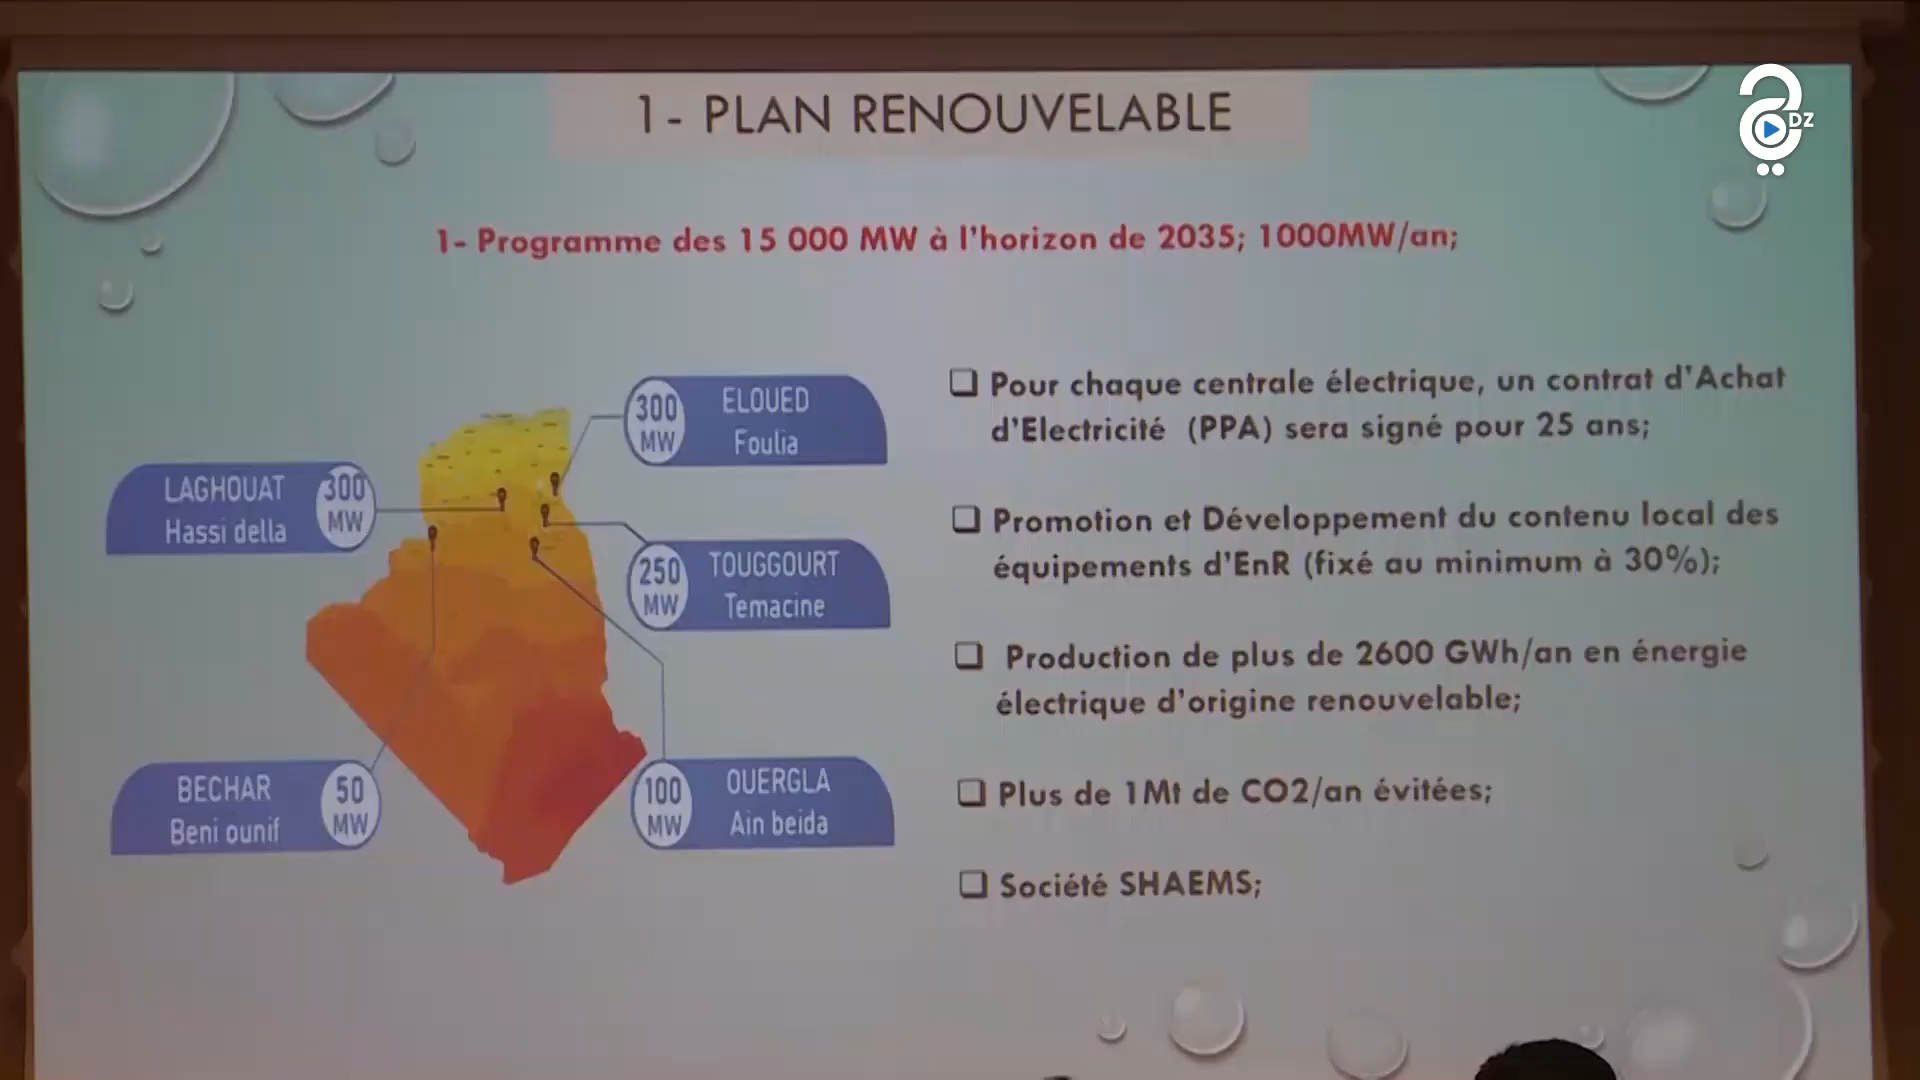 1- PLAN RENOUVELABLE
DZ
1- Programme des 15 000 MW à l'horizon de 2035; 1000MW/an;
300 MW
ELOUED
Foulia
LAGHOUAT
Hassi della
300 MW
250 MW
TOUGGOURT
Temacine
BECHAR
Beni ounif
50 MW
100 MW
OUERGLA
Ain beida
❑ Pour chaque centrale électrique, un contrat d'Achat
d'Electricité (PPA) sera signé pour 25 ans;
❑ Promotion et Développement du contenu local des
équipements d'EnR (fixé au minimum à 30%);
❑ Production de plus de 2600 GWh/an en énergie
électrique d'origine renouvelable;
❑ Plus de 1Mt de CO2/an évitées;
❑ Société SHAEMS;